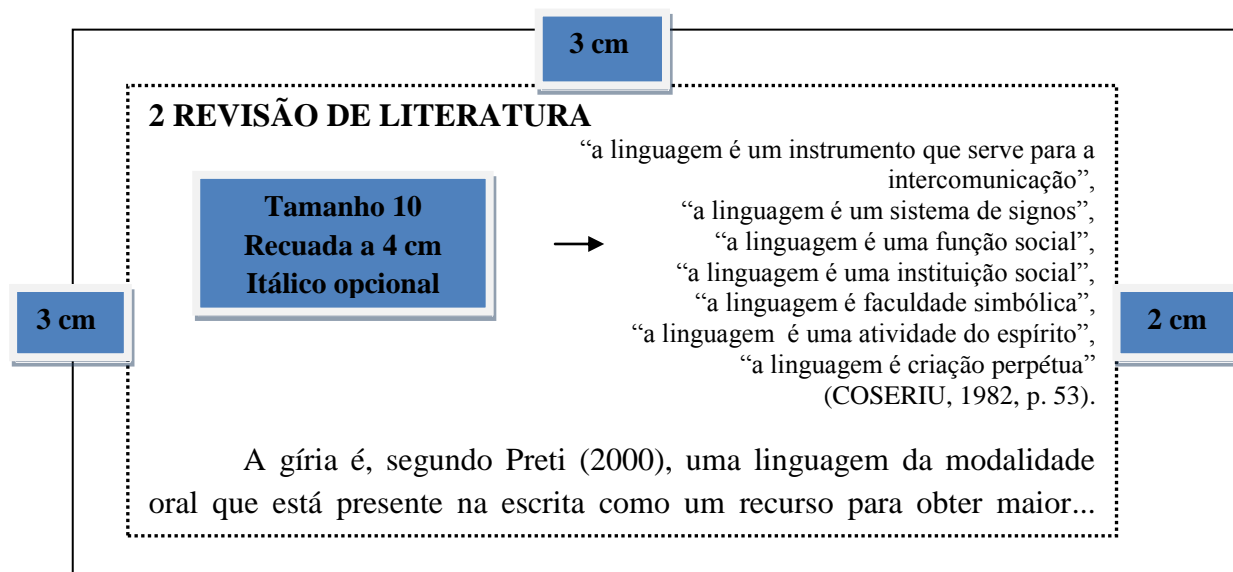 3 cm
2 REVISÃO DE LITERATURA
“a linguagem é um instrumento que serve para a
intercomunicação”,
“a linguagem é um sistema de signos”,
“a linguagem é uma função social”,
“a linguagem é uma instituição social”,
“a linguagem é faculdade simbólica”,
“a linguagem  é uma atividade do espírito”,
“a linguagem é criação perpétua”
(COSERIU, 1982, p. 53).
Tamanho 10
Recuada a 4 cm
Itálico opcional
3 cm
2 cm
A gíria é, segundo Preti (2000), uma linguagem da modalidade
oral que está presente na escrita como um recurso para obter maior...